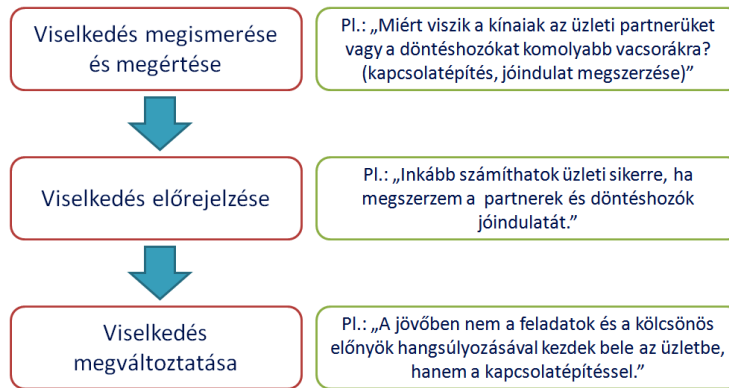 Viselkedés megismerése
és megértése
Pl.: „Miért viszik a kínaiak az üzleti partnerüket
vagy a döntéshozókat komolyabb vacsorákra?
(kapcsolatépítés, jóindulat megszerzése)”
Viselkedés előrejelzése
Pl.: „Inkább számíthatok üzleti sikerre, ha
megszerzem a partnerek és döntéshozók
jóindulatát.”
Viselkedés
megváltoztatása
Pl.: „A jövőben nem a feladatok és a kölcsönös
előnyök hangsúlyozásával kezdek bele az üzletbe,
hanem a kapcsolatépítéssel.”